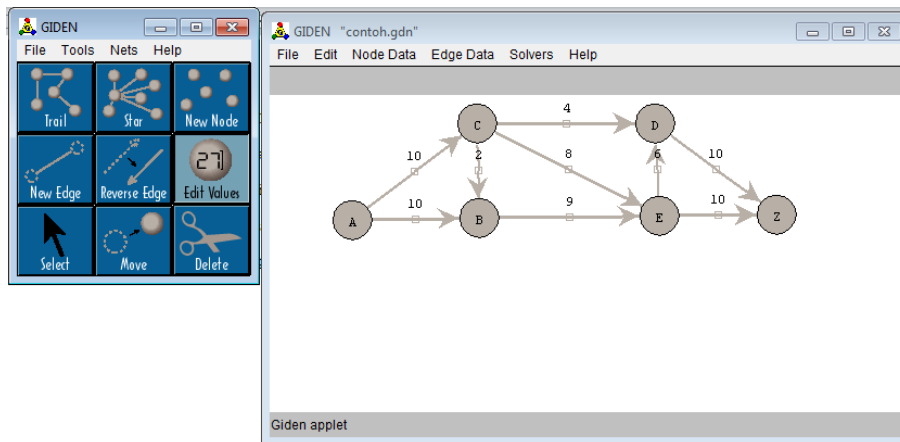 GIDEN
File Tools Nets Help
Trail Star New Node
New Edge Reverse Edge 27 Edit Values
Select Move Delete
GIDEN "contoh.gdn"
File Edit Node Data Edge Data Solvers Help
4
C D
10 2 8 6 10
10 9 10
A B E Z
Giden applet